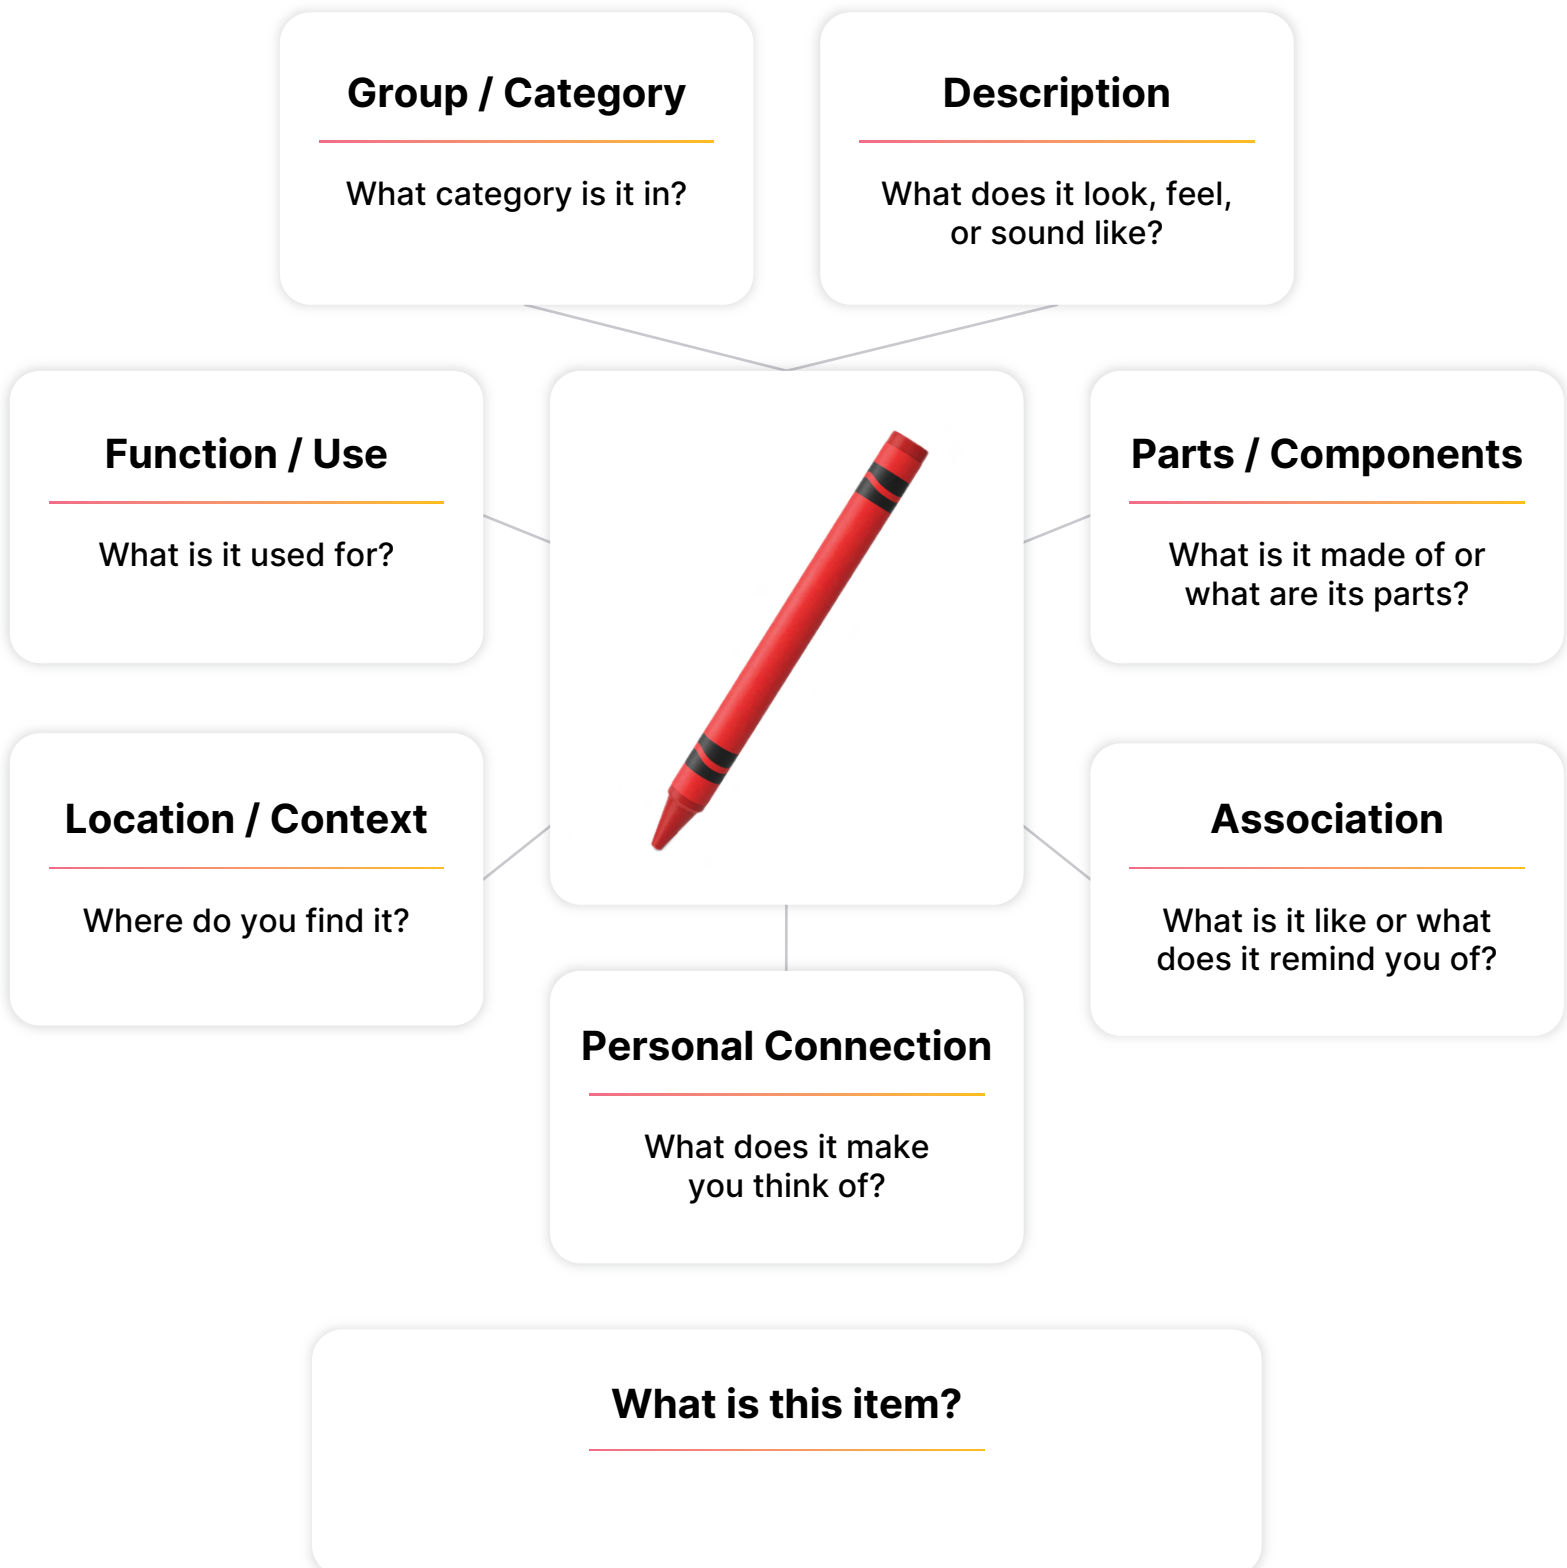 Group / Category
What category is it in?
Description
What does it look, feel,
or sound like?
Function / Use
What is it used for?
Parts / Components
What is it made of or
what are its parts?
Location / Context
Where do you find it?
Association
What is it like or what
does it remind you of?
Personal Connection
What does it make
you think of?
What is this item?